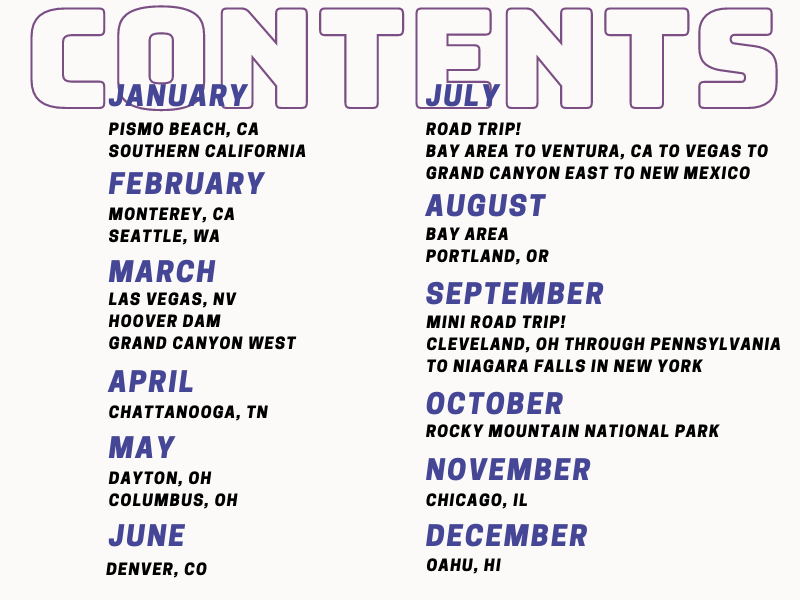 CONTENTS
JANUARY
PISMO BEACH, CA
SOUTHERN CALIFORNIA
FEBRUARY
MONTEREY, CA
SEATTLE, WA
MARCH
LAS VEGAS, NV
HOOVER DAM
GRAND CANYON WEST
APRIL
CHATTANOOGA, TN
MAY
DAYTON, OH
COLUMBUS, OH
JUNE
DENVER, CO
JULY
ROAD TRIP!
BAY AREA TO VENTURA, CA TO VEGAS TO
GRAND CANYON EAST TO NEW MEXICO
AUGUST
BAY AREA
PORTLAND, OR
SEPTEMBER
MINI ROAD TRIP!
CLEVELAND, OH THROUGH PENNSYLVANIA
TO NIAGARA FALLS IN NEW YORK
OCTOBER
ROCKY MOUNTAIN NATIONAL PARK
NOVEMBER
CHICAGO, IL
DECEMBER
OAHU, HI